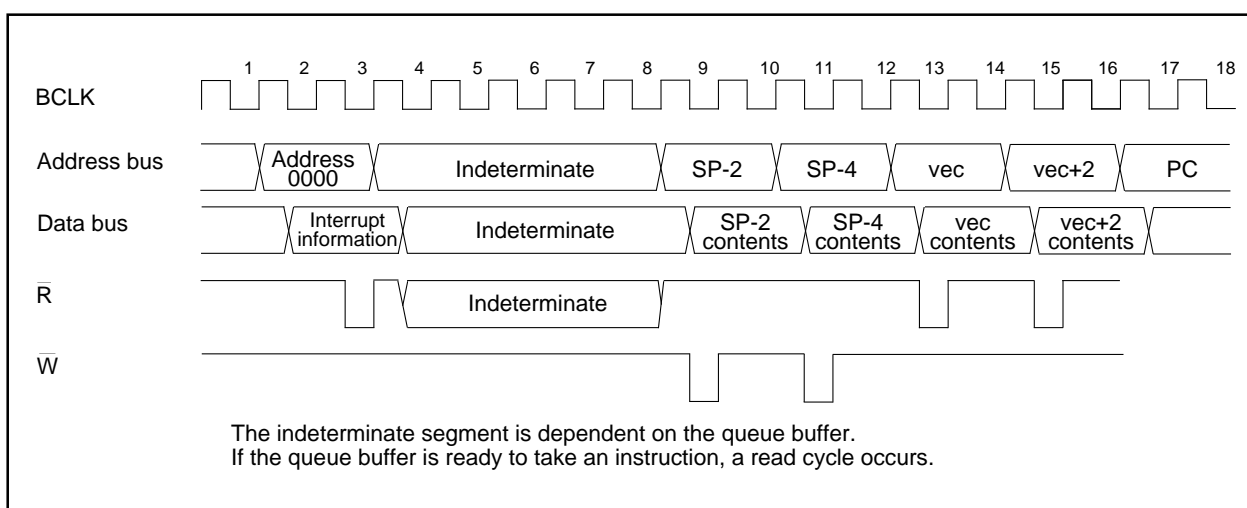 1 2 3 4 5 6 7 8 9 10 11 12 13 14 15 16 17 18
BCLK
Address bus
Address
0000
Indeterminate
SP-2
SP-4
vec
vec+2
PC
Data bus
Interrupt
information
Indeterminate
SP-2
contents
SP-4
contents
vec
contents
vec+2
contents
R̅
Indeterminate
W̅
The indeterminate segment is dependent on the queue buffer.
If the queue buffer is ready to take an instruction, a read cycle occurs.